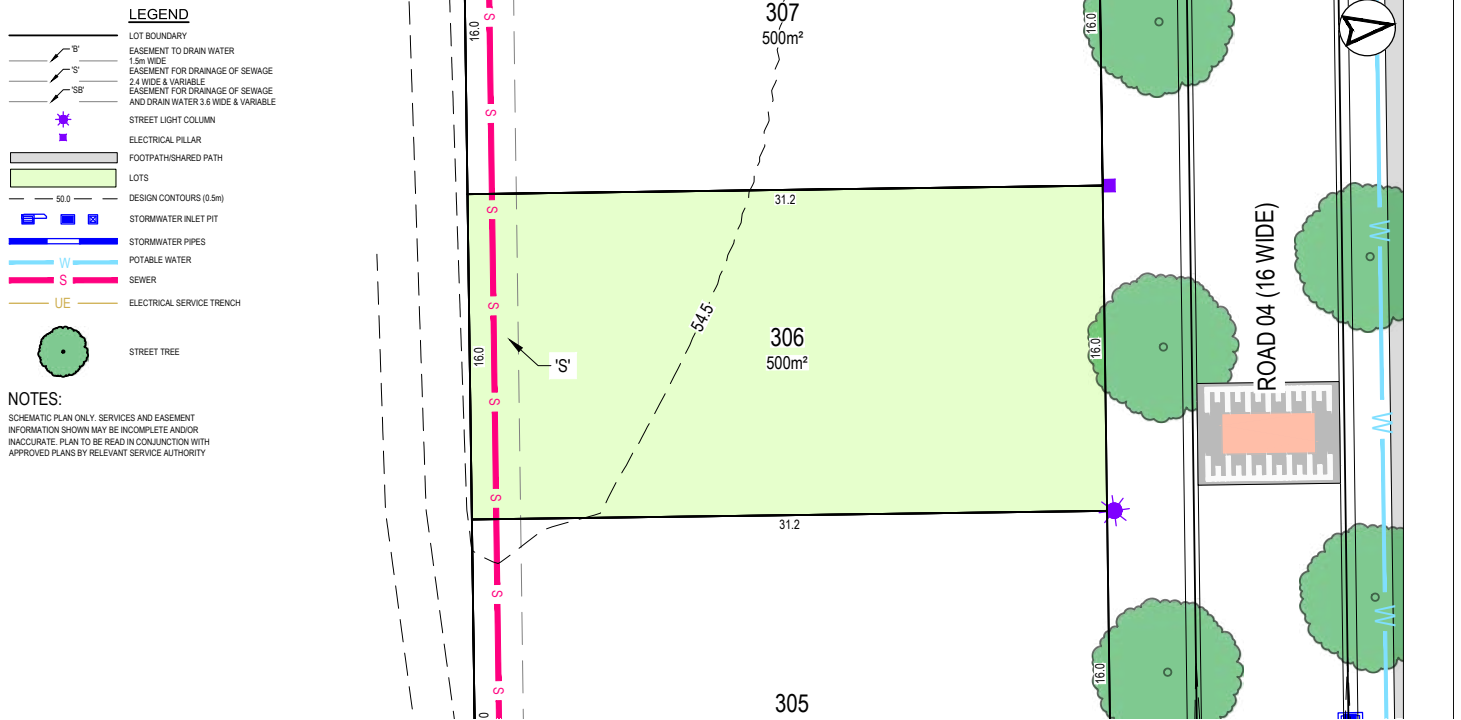 LEGEND
LOT BOUNDARY
'B'
EASEMENT TO DRAIN WATER
1.5m WIDE
'S'
EASEMENT FOR DRAINAGE OF SEWAGE
2.4 WIDE & VARIABLE
'SB'
EASEMENT FOR DRAINAGE OF SEWAGE
AND DRAIN WATER 3.6 WIDE & VARIABLE
STREET LIGHT COLUMN
ELECTRICAL PILLAR
FOOTPATH/SHARED PATH
LOTS
50.0
DESIGN CONTOURS (0.5m)
STORMWATER INLET PIT
STORMWATER PIPES
W
POTABLE WATER
S
SEWER
UE
ELECTRICAL SERVICE TRENCH
STREET TREE
NOTES:
SCHEMATIC PLAN ONLY. SERVICES AND EASEMENT
INFORMATION SHOWN MAY BE INCOMPLETE AND/OR
INACCURATE. PLAN TO BE READ IN CONJUNCTION WITH
APPROVED PLANS BY RELEVANT SERVICE AUTHORITY
S
16.0
307
500m²
16.0
S
S
31.2
S
54.5
306
500m²
16.0
'S'
16.0
S
S
31.2
S
16.0
S
305
0
ROAD 04 (16 WIDE)
W
W
W